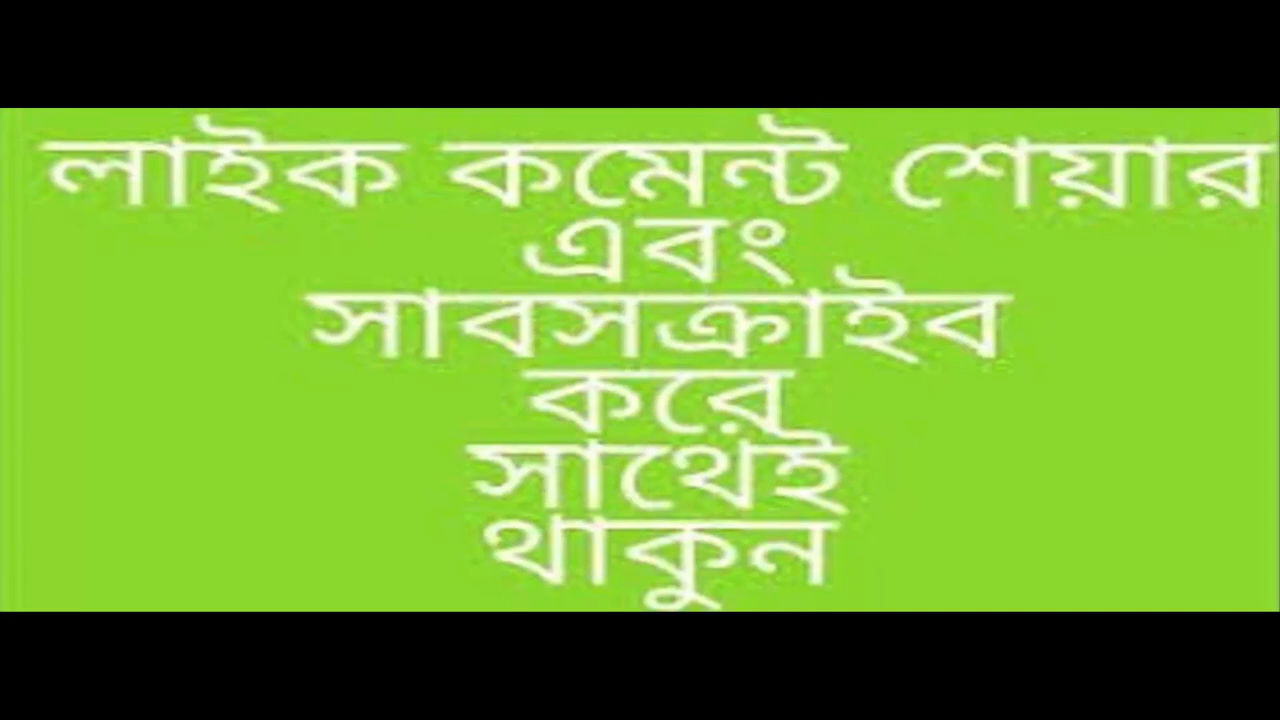 লাইক কমেন্ট শেয়ার
এবং
সাবসক্রাইব
করে
সাথেই
থাকুন